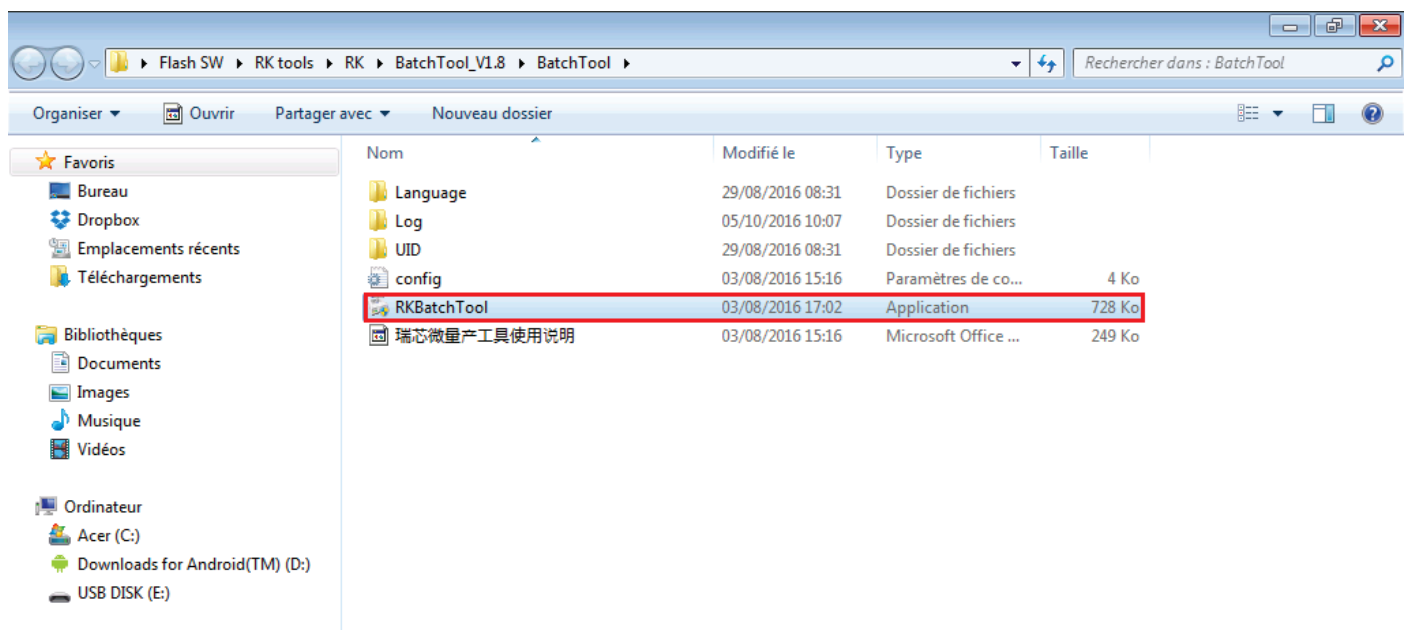 Flash SW RK tools RK BatchTool_V1.8 BatchTool Rechercher dans : BatchTool
Organiser Ouvrir Partager avec Nouveau dossier
Nom Modifié le Type Taille
Favoris
Bureau
Dropbox
Emplacements récents
Téléchargements
Bibliothèques
Documents
Images
Musique
Vidéos
Ordinateur
Acer (C:)
Downloads for Android(TM) (D:)
USB DISK (E:)
Language 29/08/2016 08:31 Dossier de fichiers
Log 05/10/2016 10:07 Dossier de fichiers
UID 29/08/2016 08:31 Dossier de fichiers
config 03/08/2016 15:16 Paramètres de co... 4 Ko
RKBatchTool 03/08/2016 17:02 Application 728 Ko
瑞芯微量产工具使用说明 03/08/2016 15:16 Microsoft Office ... 249 Ko